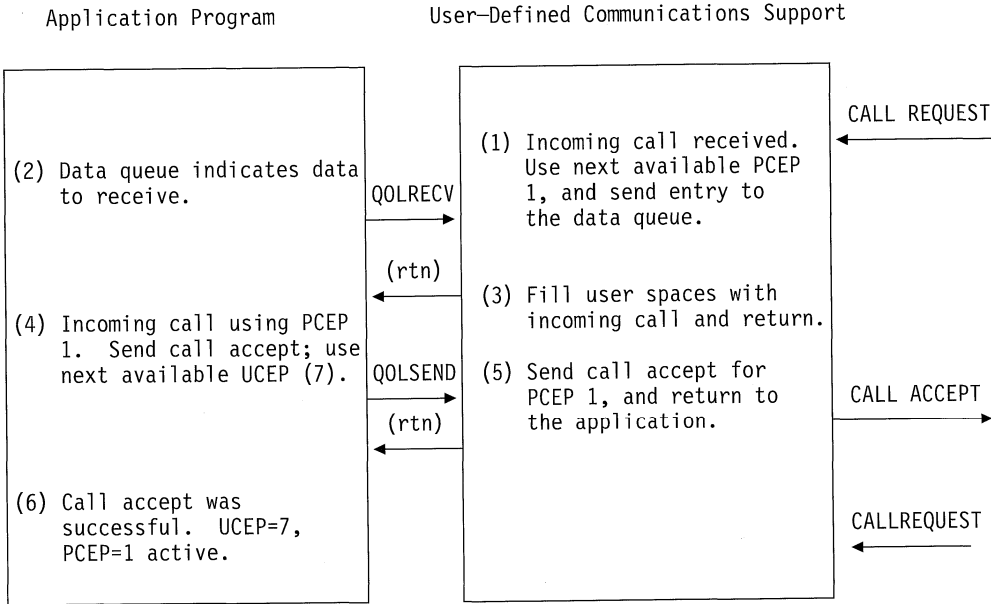 Application Program
User–Defined Communications Support
CALL REQUEST
(1) Incoming call received.
Use next available PCEP
1, and send entry to
the data queue.
(2) Data queue indicates data
to receive.
QOLRECV
(rtn)
(3) Fill user spaces with
incoming call and return.
(4) Incoming call using PCEP
1. Send call accept; use
next available UCEP (7).
QOLSEND
(5) Send call accept for
PCEP 1, and return to
the application.
CALL ACCEPT
(rtn)
(6) Call accept was
successful. UCEP=7,
PCEP=1 active.
CALLREQUEST